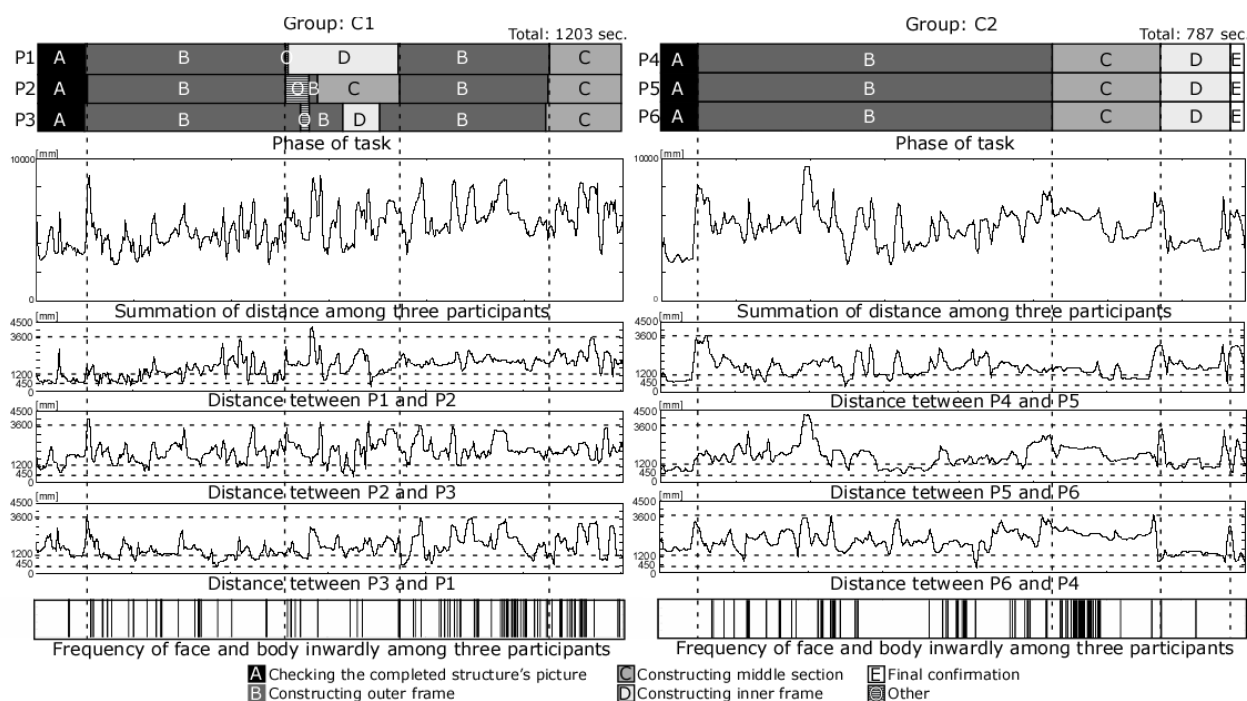 Group: C1
Total: 1203 sec.
P1 A B C D B C
P2 A B O B C B C
P3 A B O B D B C
Phase of task
[mm]
10000
0
Summation of distance among three participants
[mm]
4500
3600
1200
450
0
Distance tetween P1 and P2
[mm]
4500
3600
1200
450
0
Distance tetween P2 and P3
[mm]
4500
3600
1200
450
0
Distance tetween P3 and P1
Frequency of face and body inwardly among three participants
Group: C2
Total: 787 sec.
P4 A B C D E
P5 A B C D E
P6 A B C D E
Phase of task
[mm]
10000
0
Summation of distance among three participants
[mm]
4500
3600
1200
450
0
Distance tetween P4 and P5
[mm]
4500
3600
1200
450
0
Distance tetween P5 and P6
[mm]
4500
3600
1200
450
0
Distance tetween P6 and P4
Frequency of face and body inwardly among three participants
A Checking the completed structure's picture
B Constructing outer frame
C Constructing middle section
D Constructing inner frame
E Final confirmation
O Other